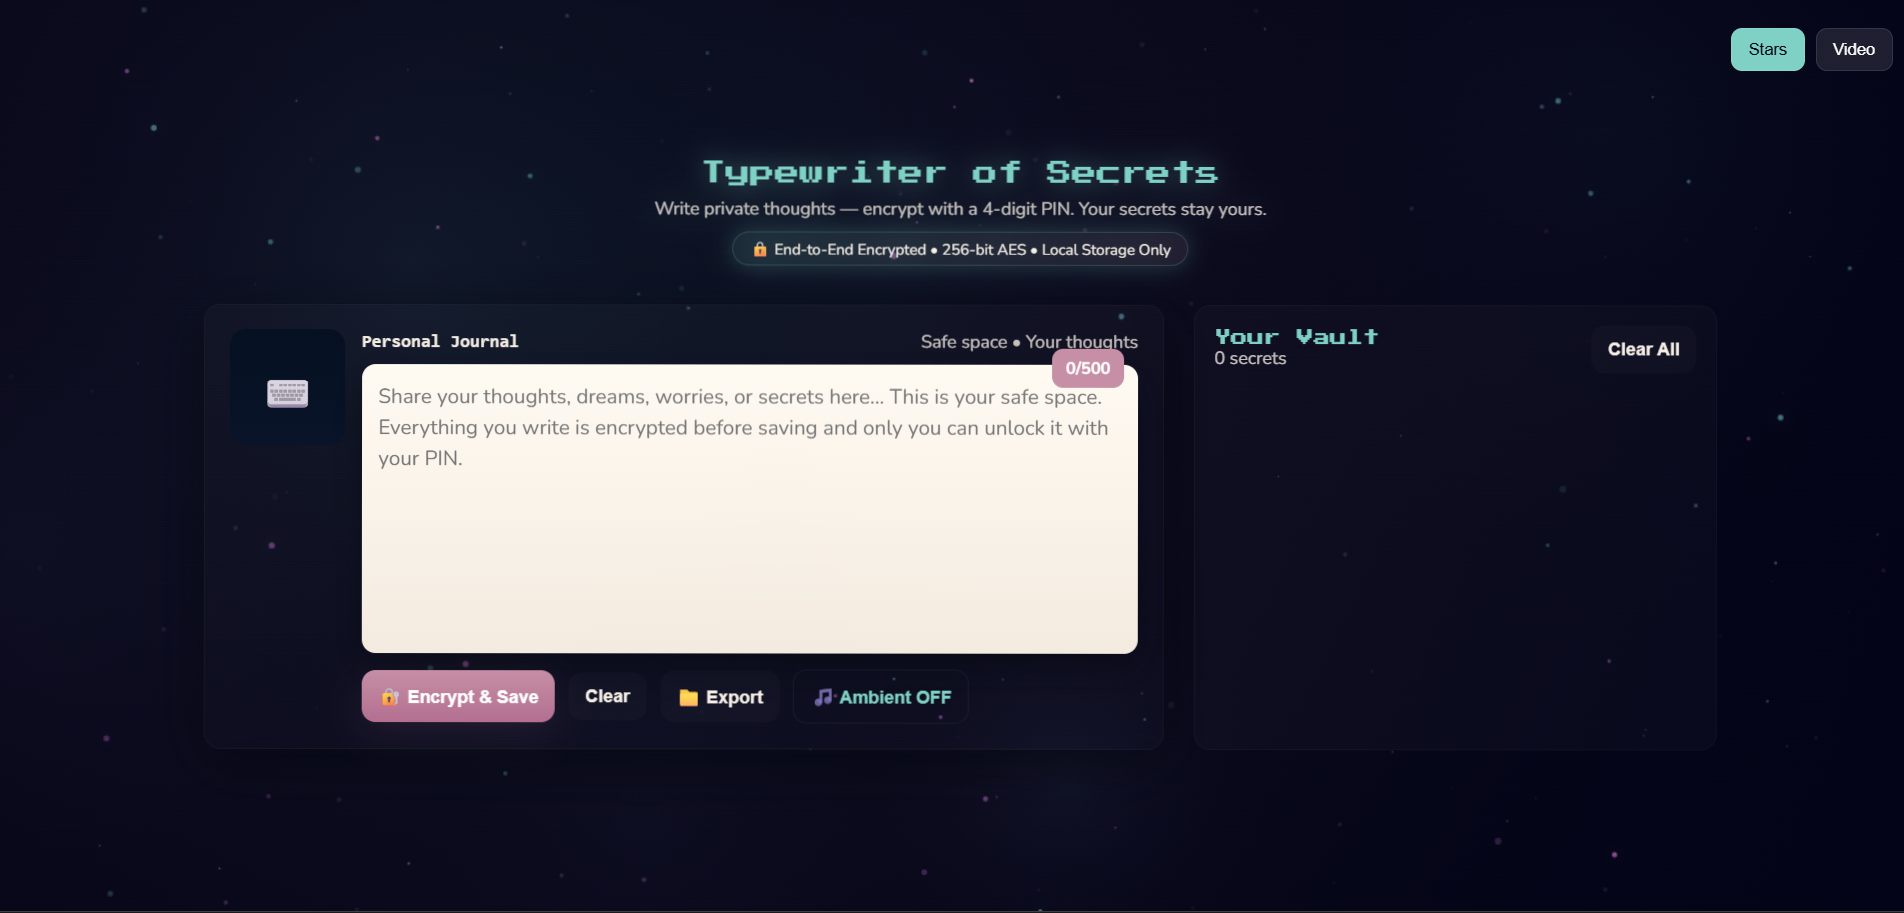 Stars
Video
Typewriter of Secrets
Write private thoughts — encrypt with a 4-digit PIN. Your secrets stay yours.
🔒 End-to-End Encrypted • 256-bit AES • Local Storage Only
Personal Journal
Safe space • Your thoughts
0/500
Share your thoughts, dreams, worries, or secrets here... This is your safe space.
Everything you write is encrypted before saving and only you can unlock it with
your PIN.
🔐 Encrypt & Save
Clear
📁 Export
🎵 Ambient OFF
Your Vault
0 secrets
Clear All